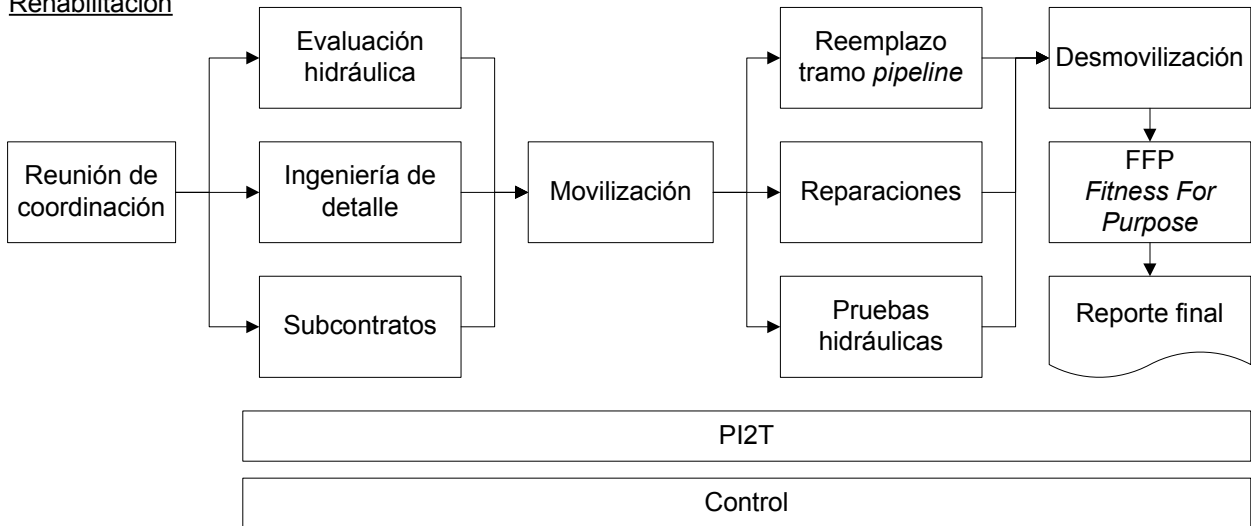 Rehabilitación
Evaluación
hidráulica
Reemplazo
tramo pipeline
Desmovilización
Reunión de
coordinación
Ingeniería de
detalle
Movilización
Reparaciones
FFP
Fitness For
Purpose
Subcontratos
Pruebas
hidráulicas
Reporte final
PI2T
Control